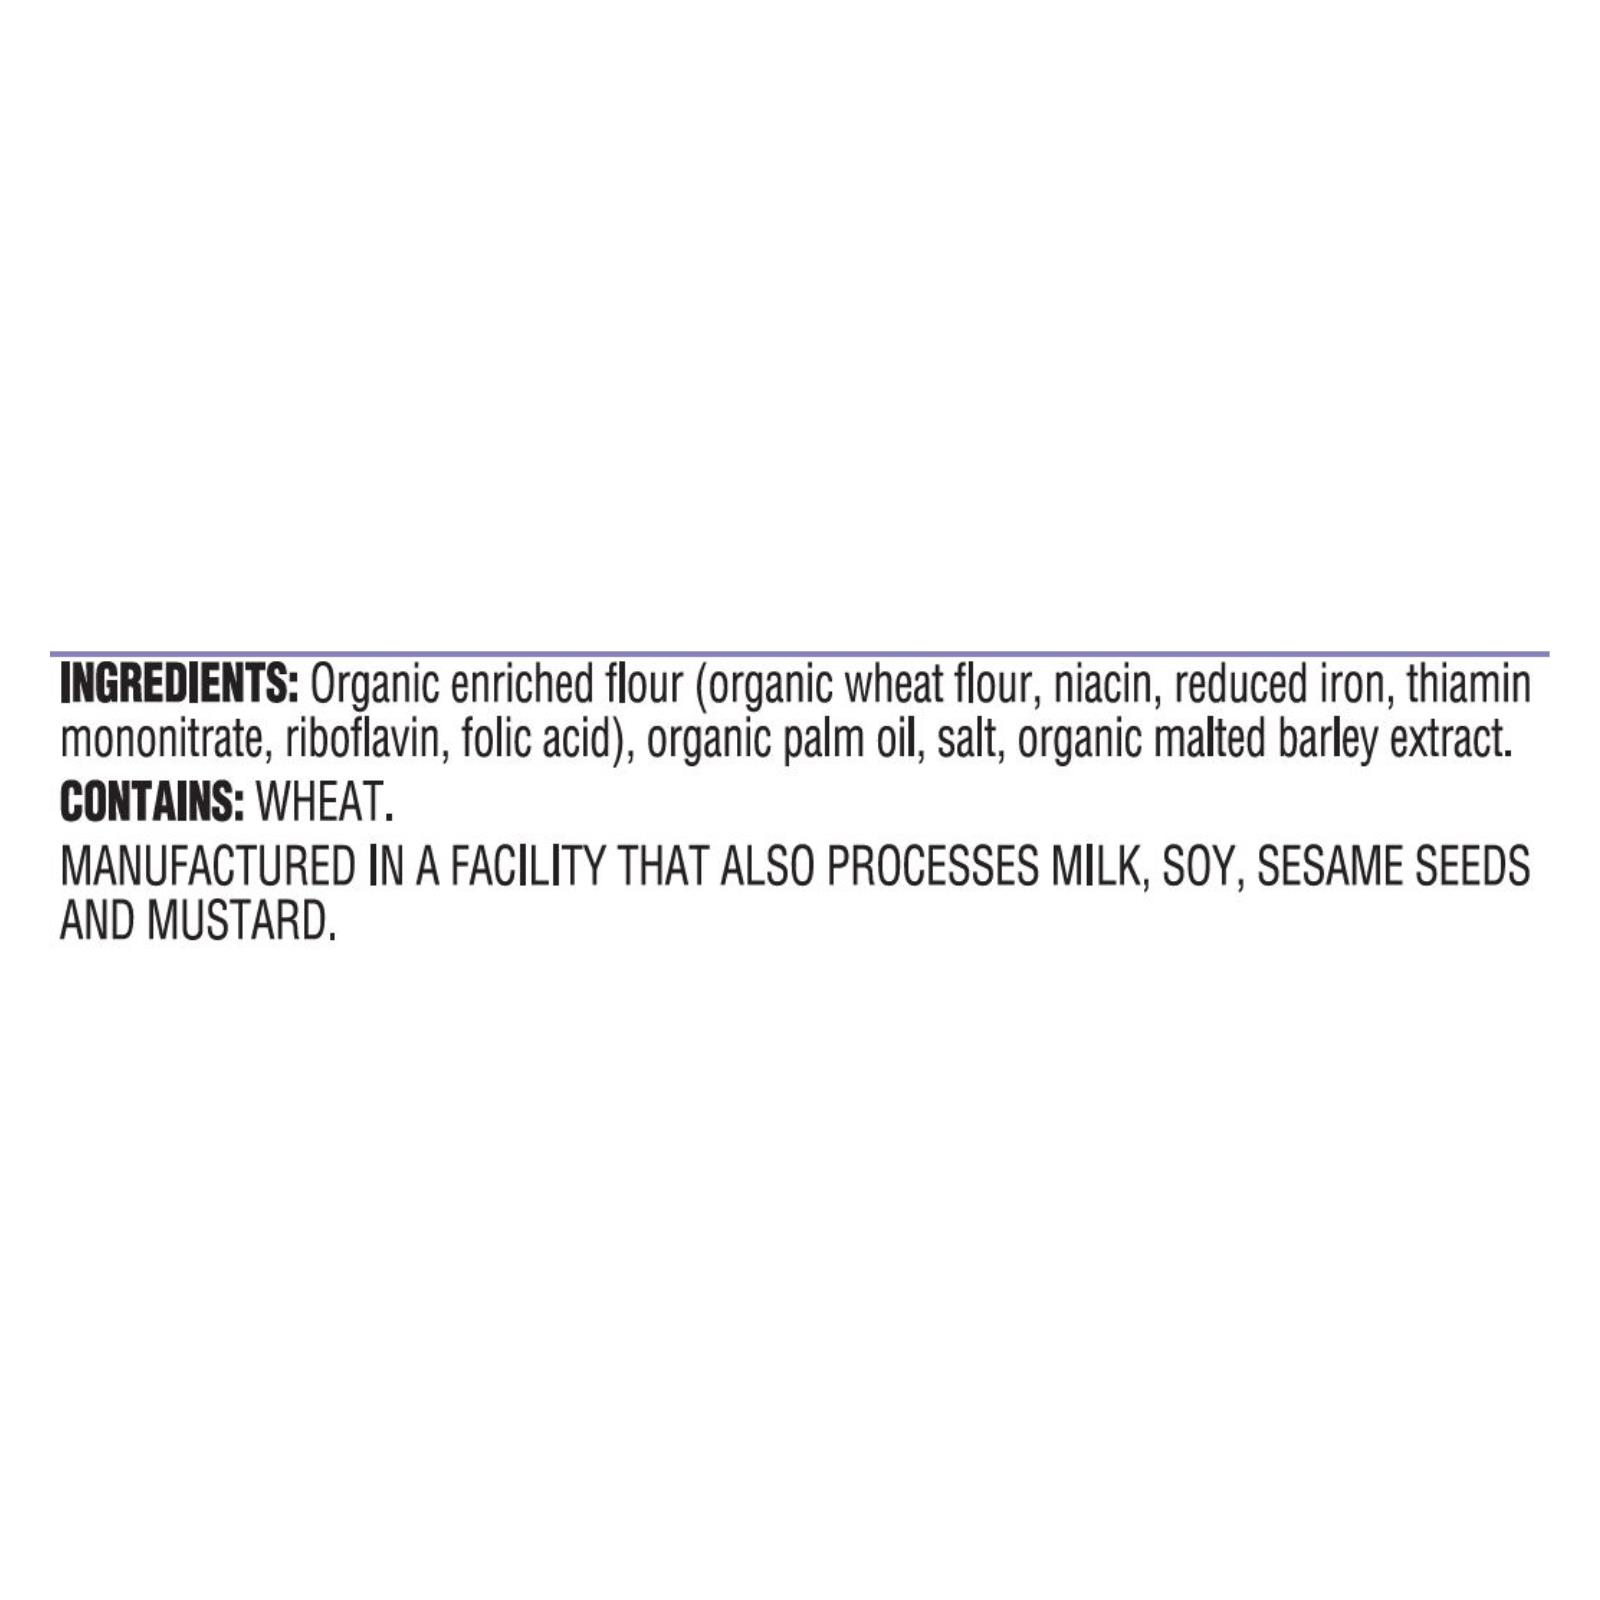 INGREDIENTS: Organic enriched flour (organic wheat flour, niacin, reduced iron, thiamin
mononitrate, riboflavin, folic acid), organic palm oil, salt, organic malted barley extract.
CONTAINS: WHEAT.
MANUFACTURED IN A FACILITY THAT ALSO PROCESSES MILK, SOY, SESAME SEEDS
AND MUSTARD.